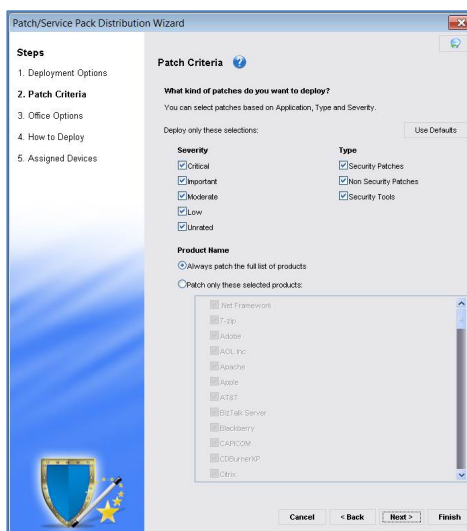 Patch/Service Pack Distribution Wizard
Steps
1. Deployment Options
2. Patch Criteria
3. Office Options
4. How to Deploy
5. Assigned Devices
Patch Criteria
What kind of patches do you want to deploy?
You can select patches based on Application, Type and Severity.
Deploy only these selections:
Use Defaults
Severity
Critical
Important
Moderate
Low
Unrated
Type
Security Patches
Non Security Patches
Security Tools
Product Name
Always patch the full list of products
Patch only these selected products:
.Net Framework
7-zip
Adobe
AOL Inc
Apache
Apple
AT&T
BizTalk Server
Blackberry
CAPICOM
CDBurnerXP
Citrix
Cancel
< Back
Next >
Finish